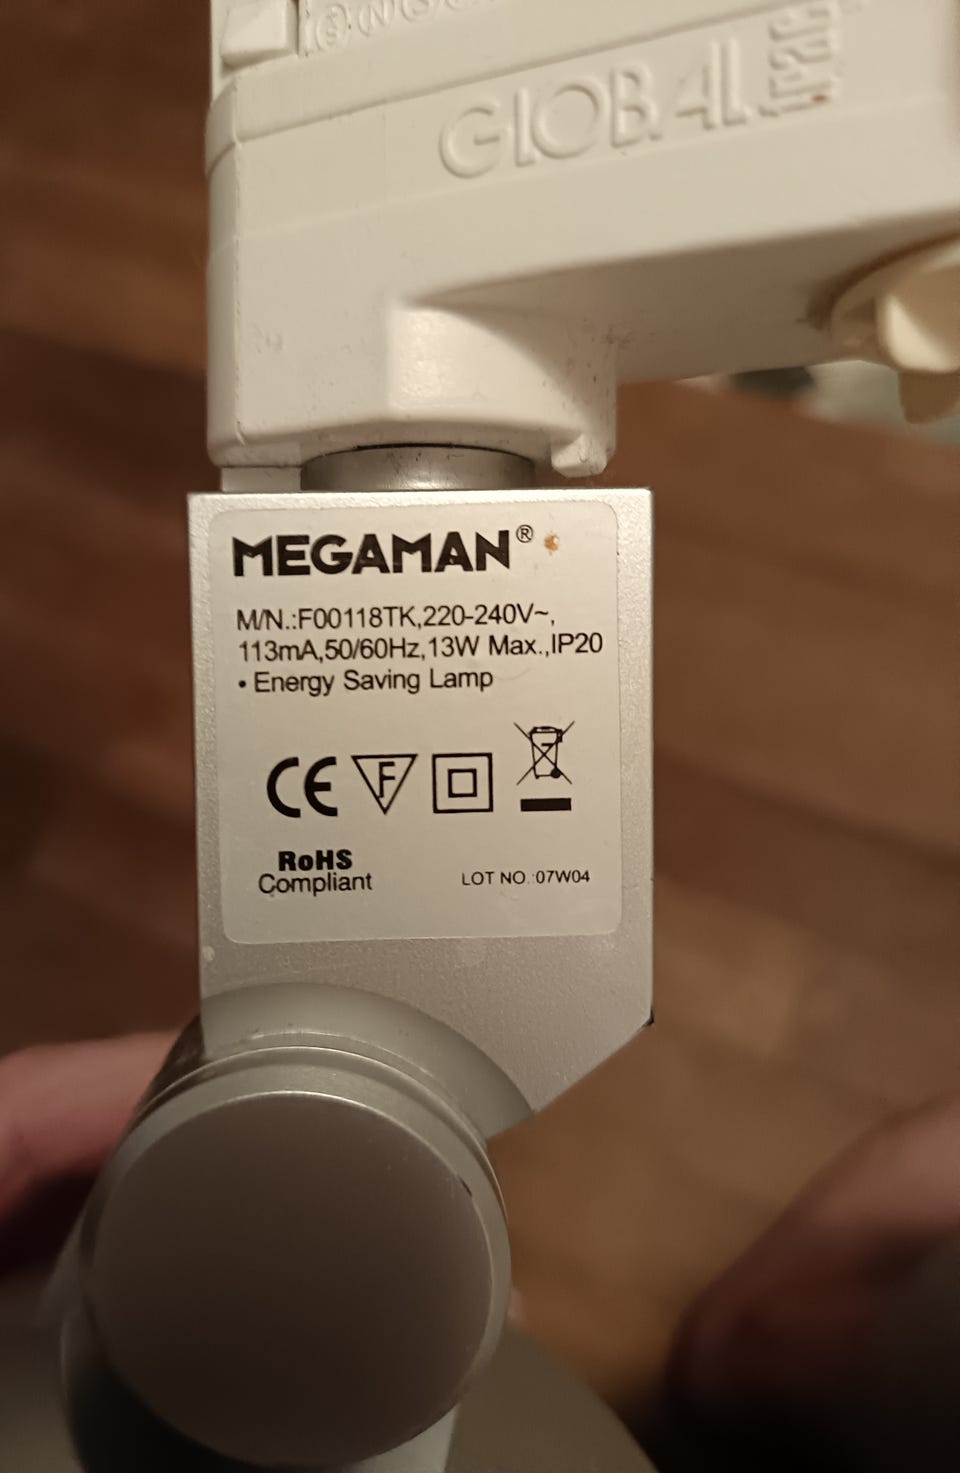 GLOBAL
MEGAMAN®
M/N.:F00118TK,220-240V~,
113mA,50/60Hz,13W Max.,IP20
• Energy Saving Lamp
CE F
RoHS
Compliant
LOT NO.:07W04